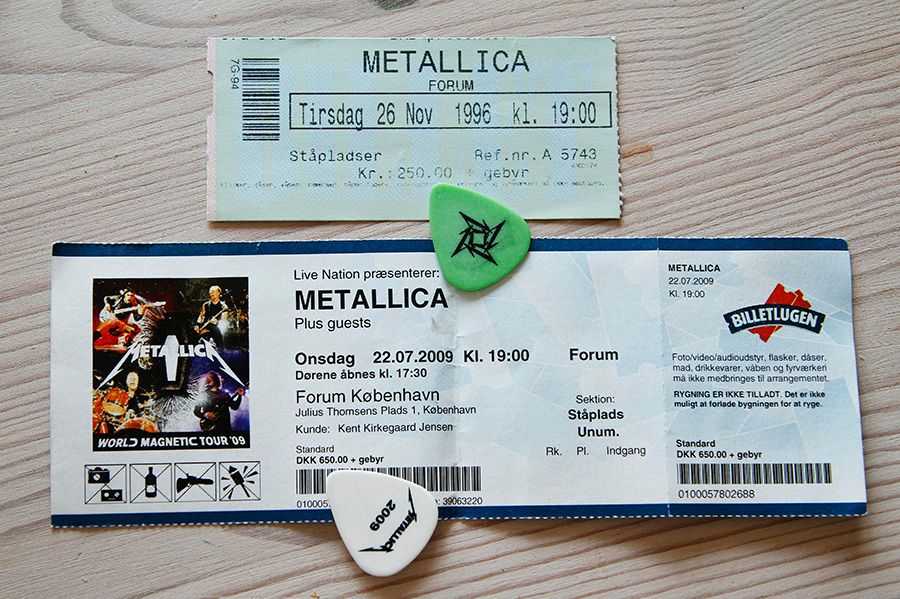 7G-94
METALLICA
FORUM
Tirsdag 26 Nov 1996 kl. 19:00
Ståpladser
Ref.nr. A 5743
Kr.:250.00 + gebyr
Live Nation præsenterer:
METALLICA
Plus guests
Onsdag 22.07.2009 Kl. 19:00
Dørene åbnes kl. 17:30
Forum København
Julius Thomsens Plads 1, København
Kunde: Kent Kirkegaard Jensen
Standard
DKK 650.00 + gebyr
39063220
METALLICA
WORLD MAGNETIC TOUR '09
Forum
Sektion:
Ståplads
Unum.
Rk. Pl. Indgang
METALLICA
22.07.2009
Kl. 19:00
BILLETLUGEN
Foto/video/audioudstyr, flasker, dåser,
mad, drikkevarer, våben og fyrværkeri
må ikke medbringes til arrangementet.
RYGNING ER IKKE TILLADT. Det er ikke
muligt at forlade bygningen for at ryge.
Standard
DKK 650.00 + gebyr
0100057802688
METALLICA
2009